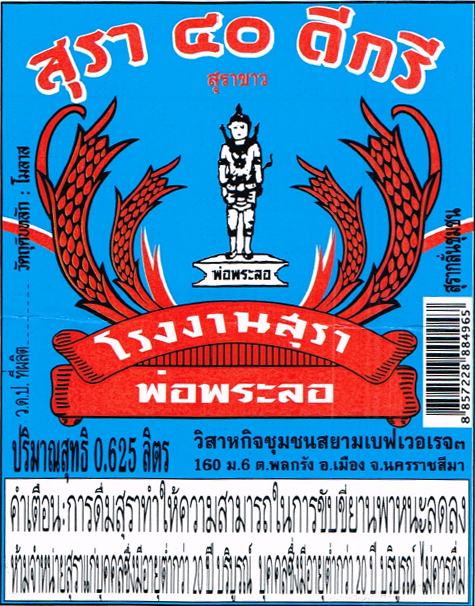 สุรา ๔๐ ดีกรี
สุราขาว
วัตถุดิบหลัก : โมลาส
ว.ด.ป. ที่ผลิต
พ่อพระลอ
สุรากลั่นชุมชน
โรงงานสุรา
พ่อพระลอ
8 857228 884965
ปริมาณสุทธิ 0.625 ลิตร
วิสาหกิจชุมชนสยามเบฟเวอเรจ๓
160 ม.6 ต.พลกรัง อ.เมือง จ.นครราชสีมา
คำเตือน:การดื่มสุราทำให้ความสามารถในการขับขี่ยานพาหนะลดลง
ห้ามจำหน่ายสุราแก่บุคคลซึ่งมีอายุต่ำกว่า 20 ปี บริบูรณ์ บุคคลซึ่งมีอายุต่ำกว่า 20 ปี บริบูรณ์ ไม่ควรดื่ม